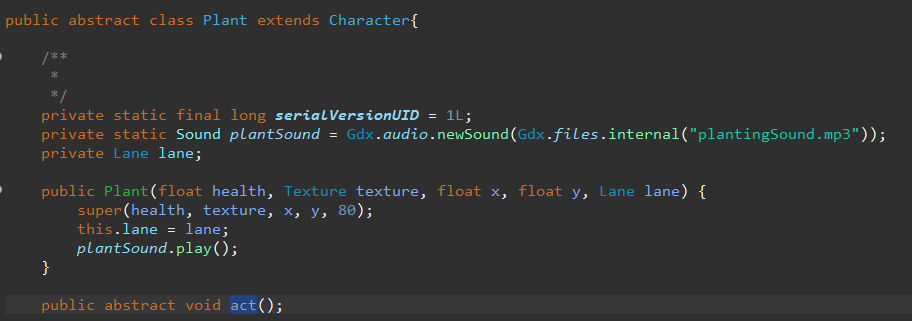 public abstract class Plant extends Character{
/**
*
*/
private static final long serialVersionUID = 1L;
private static Sound plantSound = Gdx.audio.newSound(Gdx.files.internal("plantingSound.mp3"));
private Lane lane;
public Plant(float health, Texture texture, float x, float y, Lane lane) {
super(health, texture, x, y, 80);
this.lane = lane;
plantSound.play();
}
public abstract void act();